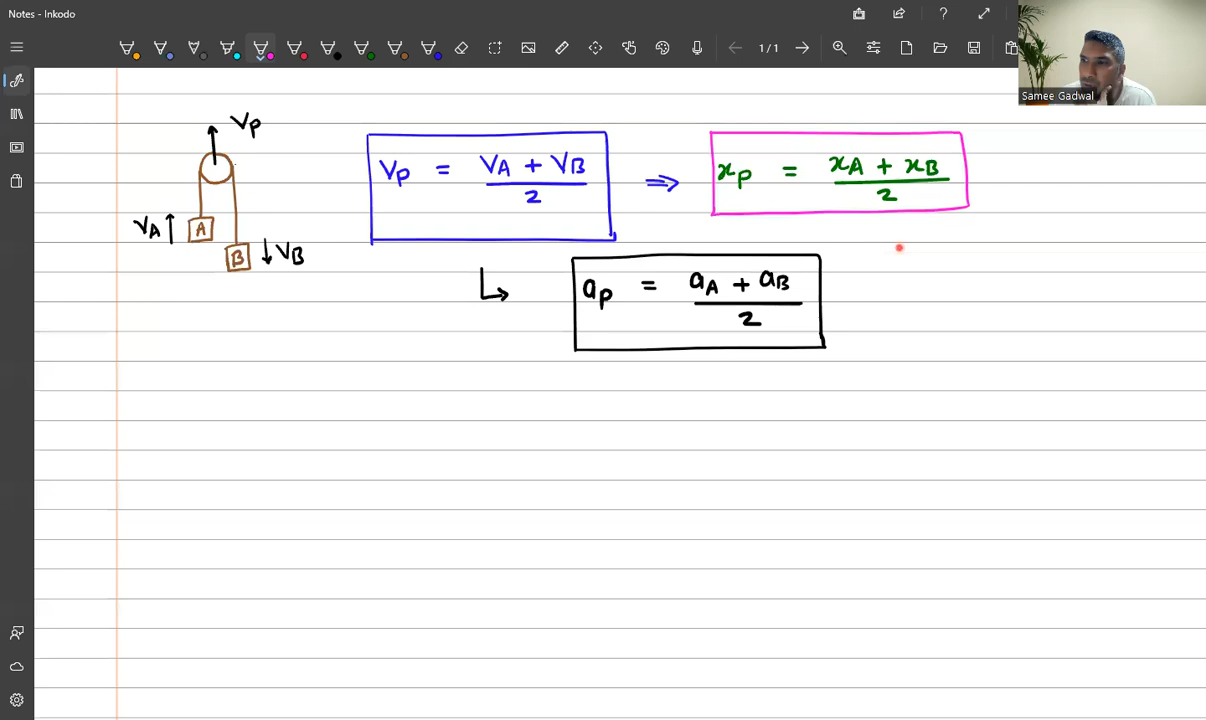 Notes - Inkodo
1/1
Samee Gadwal
VP
VA
A
B
VB
VP = VA + VB / 2 ⇒ xP = xA + xB / 2
↳ aP = aA + aB / 2